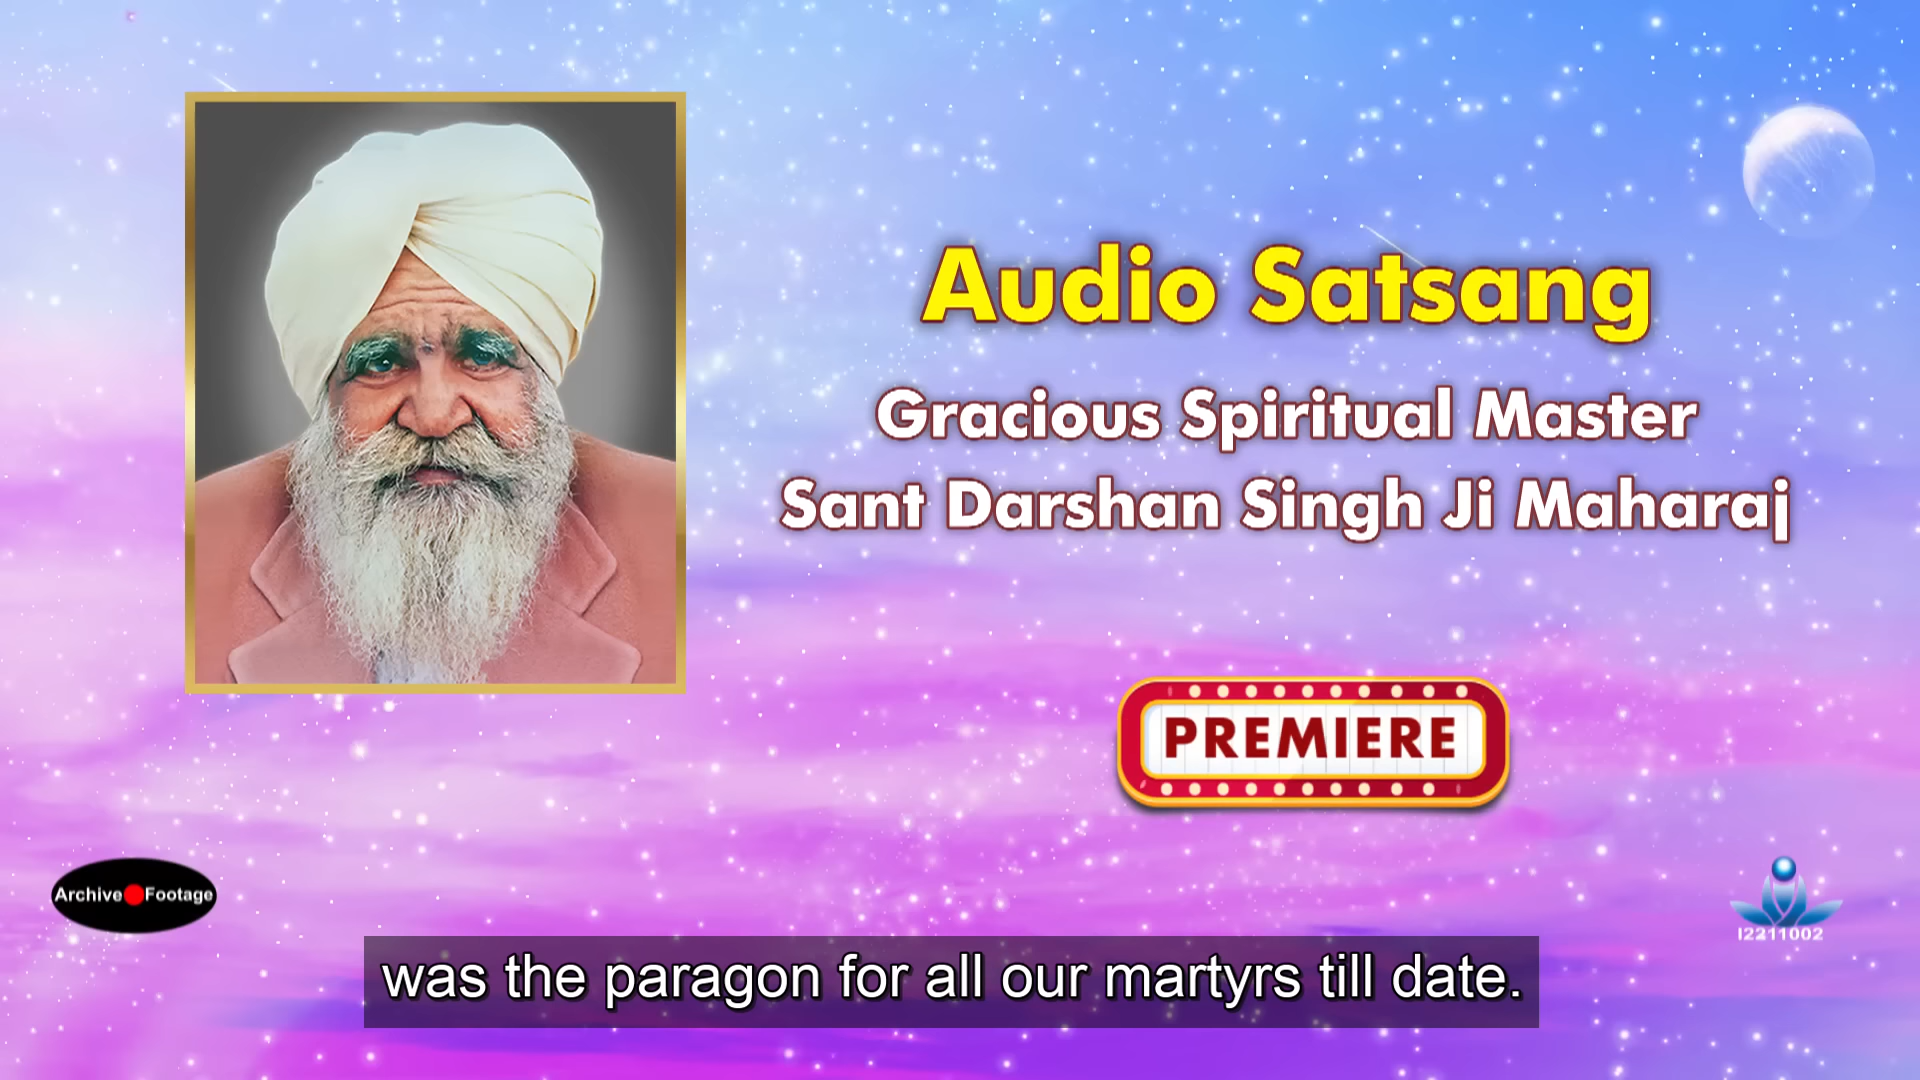 Audio Satsang
Gracious Spiritual Master
Sant Darshan Singh Ji Maharaj
PREMIERE
Archive Footage
I2211002
was the paragon for all our martyrs till date.